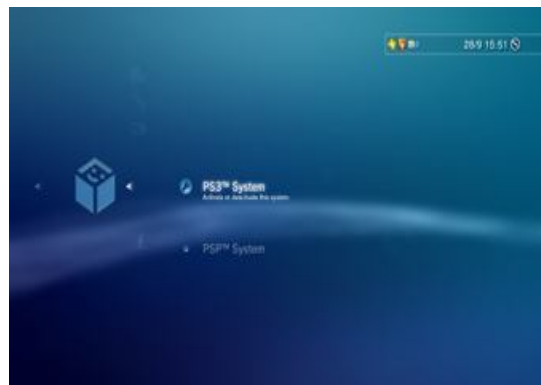 28/9 15:51
PS3™ System
Activate or deactivate this system
PSP™ System